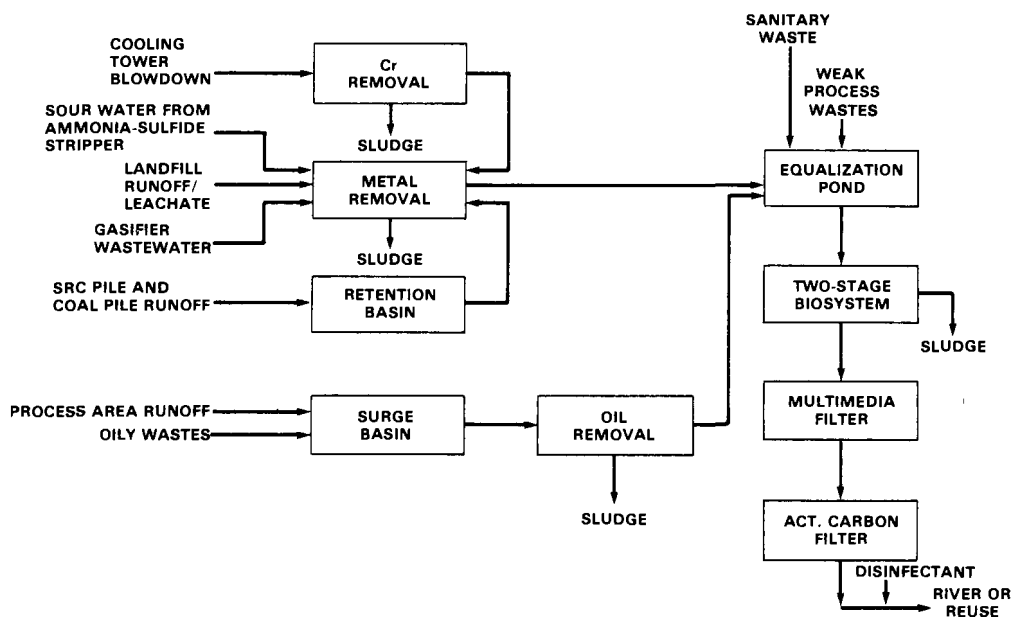 SANITARY
WASTE
COOLING
TOWER
BLOWDOWN
Cr
REMOVAL
WEAK
PROCESS
WASTES
SOUR WATER FROM
AMMONIA-SULFIDE
STRIPPER
SLUDGE
LANDFILL
RUNOFF/
LEACHATE
METAL
REMOVAL
EQUALIZATION
POND
GASIFIER
WASTEWATER
SLUDGE
SRC PILE AND
COAL PILE RUNOFF
RETENTION
BASIN
TWO-STAGE
BIOSYSTEM
SLUDGE
PROCESS AREA RUNOFF
OILY WASTES
SURGE
BASIN
OIL
REMOVAL
MULTIMEDIA
FILTER
SLUDGE
ACT. CARBON
FILTER
DISINFECTANT
RIVER OR
REUSE